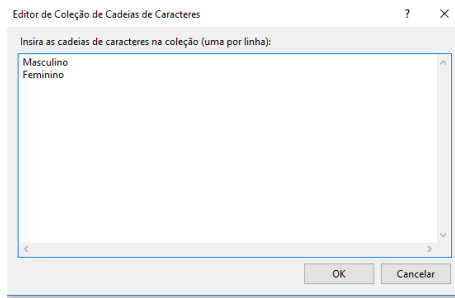 Editor de Coleção de Cadeias de Caracteres ? ×
Insira as cadeias de caracteres na coleção (uma por linha):
Masculino
Feminino
OK Cancelar